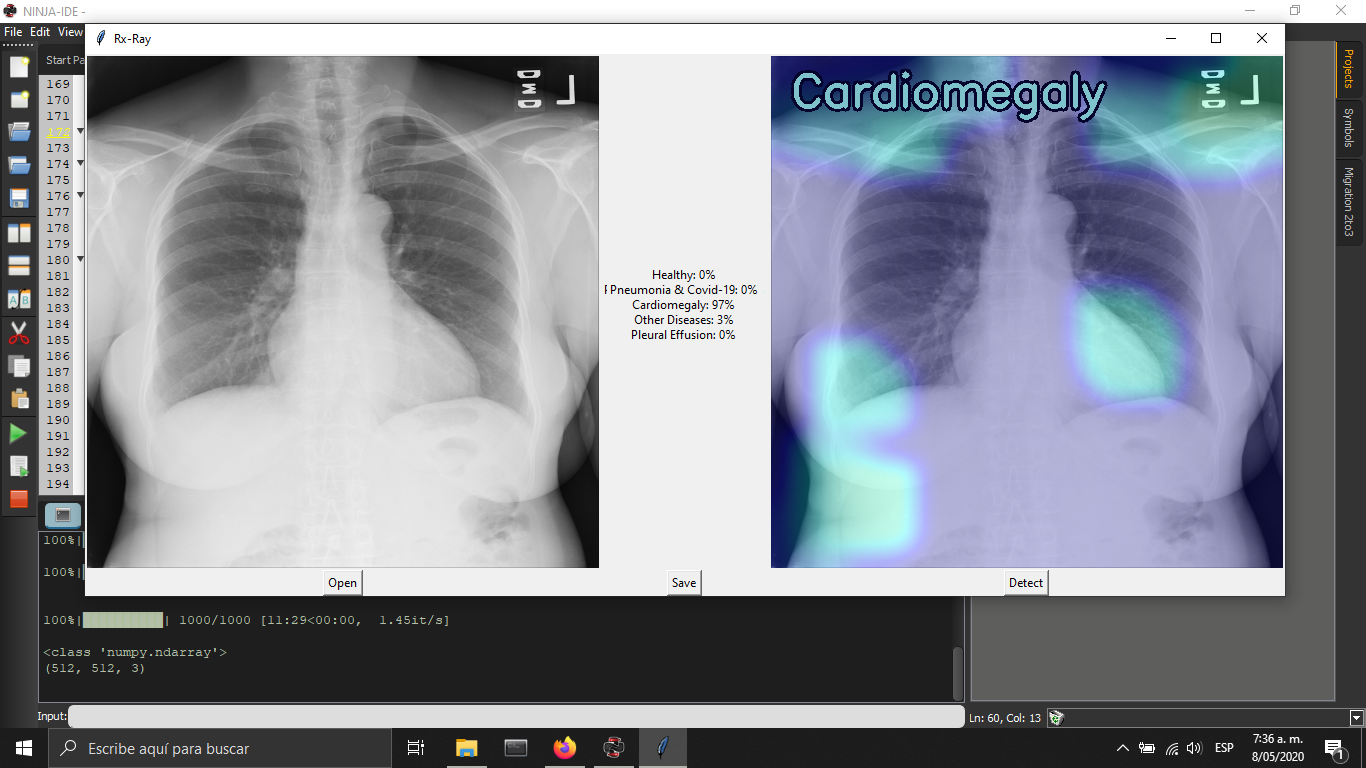 NINJA-IDE -
File Edit View
Rx-Ray
Start Pa
169
170
171
172
173
174
175
176
177
178
179
180
181
182
183
184
185
186
187
188
189
190
191
192
193
194
DMD
L
Healthy: 0%
Pneumonia & Covid-19: 0%
Cardiomegaly: 97%
Other Diseases: 3%
Pleural Effusion: 0%
Cardiomegaly
DMD
L
Projects
Symbols
Migration 2to3
Open
Save
Detect
100%|
100%|
100%|██████████| 1000/1000 [11:29<00:00, 1.45it/s]
<class 'numpy.ndarray'>
(512, 512, 3)
Input:
Ln: 60, Col: 13
Escribe aquí para buscar
ESP
7:36 a. m.
8/05/2020
1